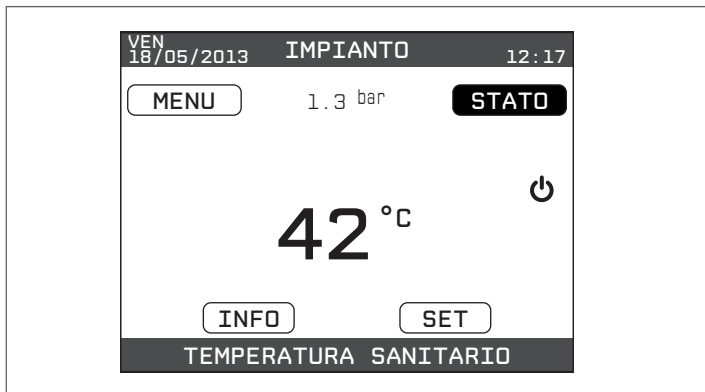 VEN
18/05/2013 IMPIANTO 12:17
MENU 1.3 bar STATO
42 °C
INFO SET
TEMPERATURA SANITARIO